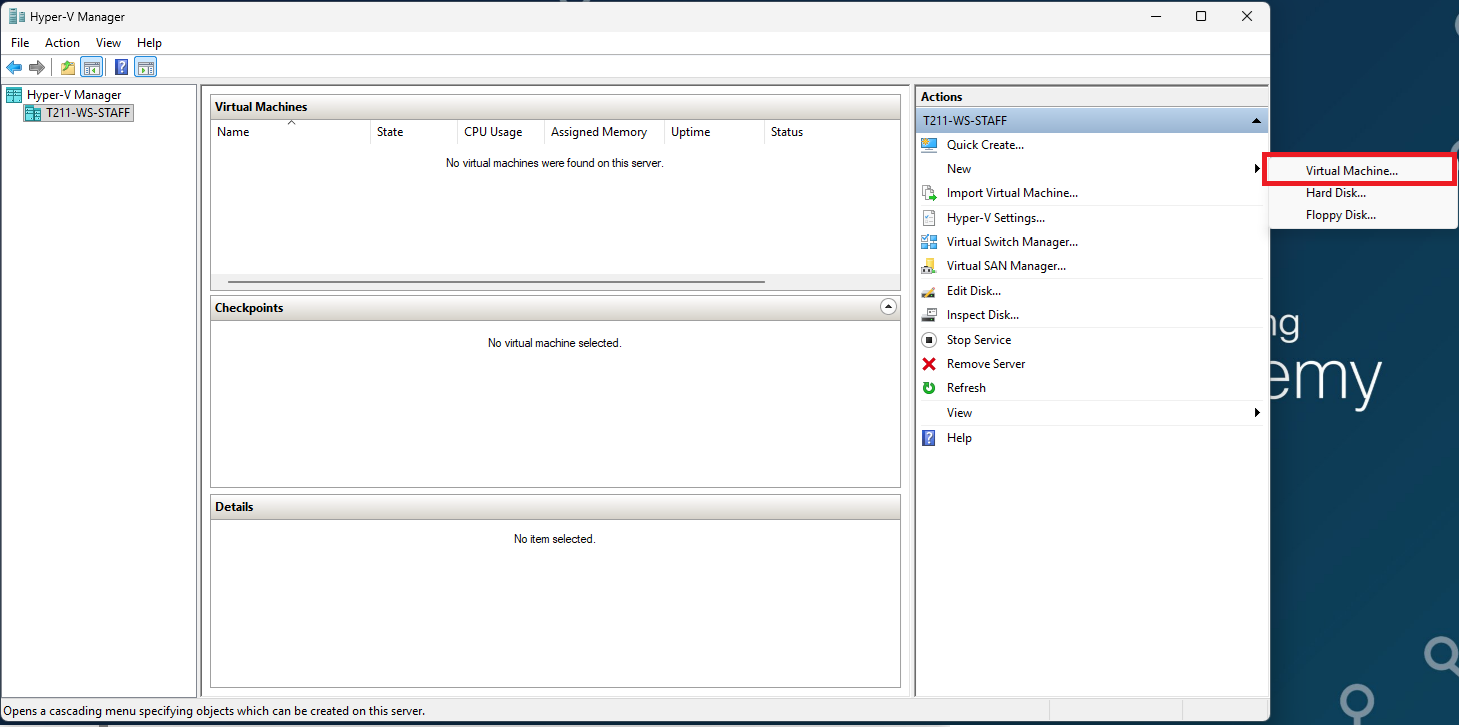 Hyper-V Manager
File Action View Help
Hyper-V Manager
T211-WS-STAFF
Virtual Machines
Name State CPU Usage Assigned Memory Uptime Status
No virtual machines were found on this server.
Checkpoints
No virtual machine selected.
Details
No item selected.
Actions
T211-WS-STAFF
Quick Create...
New
Import Virtual Machine...
Hyper-V Settings...
Virtual Switch Manager...
Virtual SAN Manager...
Edit Disk...
Inspect Disk...
Stop Service
Remove Server
Refresh
View
Help
Virtual Machine...
Hard Disk...
Floppy Disk...
ng
emy
Opens a cascading menu specifying objects which can be created on this server.